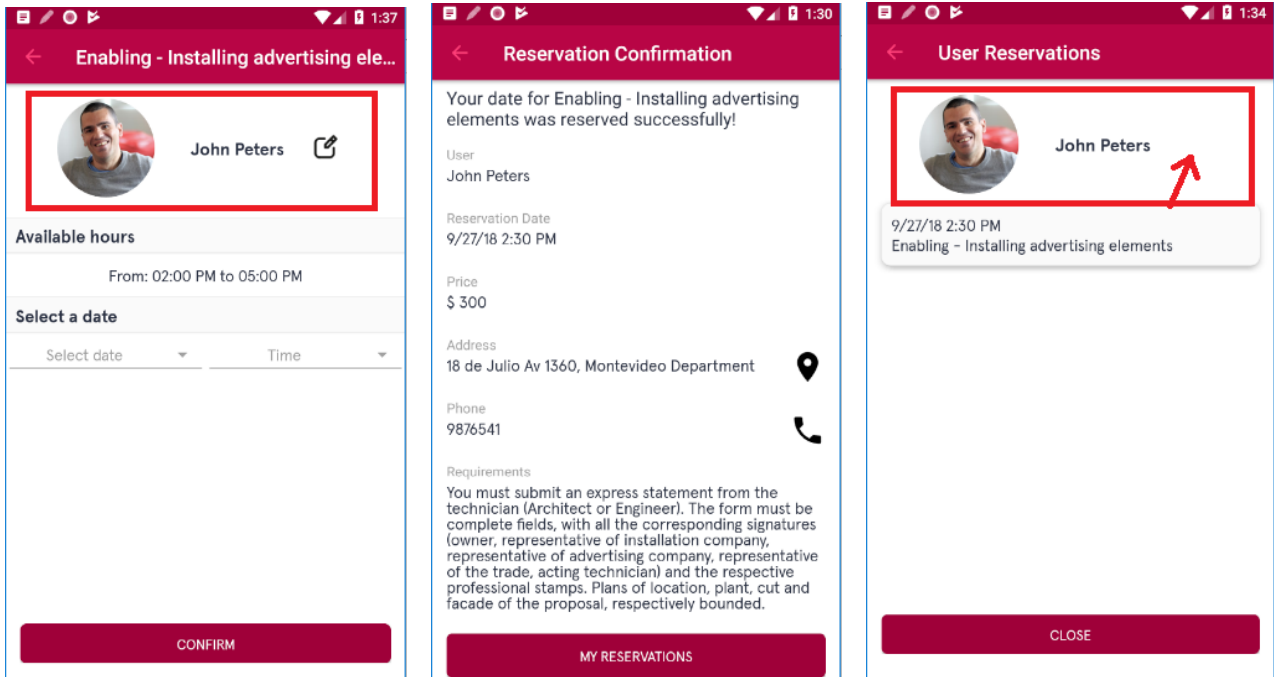 1:37
Enabling - Installing advertising ele...
John Peters
Available hours
From: 02:00 PM to 05:00 PM
Select a date
Select date
Time
CONFIRM
1:30
Reservation Confirmation
Your date for Enabling - Installing advertising
elements was reserved successfully!
User
John Peters
Reservation Date
9/27/18 2:30 PM
Price
$ 300
Address
18 de Julio Av 1360, Montevideo Department
Phone
9876541
Requirements
You must submit an express statement from the
technician (Architect or Engineer). The form must be
complete fields, with all the corresponding signatures
(owner, representative of installation company,
representative of advertising company, representative
of the trade, acting technician) and the respective
professional stamps. Plans of location, plant, cut and
facade of the proposal, respectively bounded.
MY RESERVATIONS
1:34
User Reservations
John Peters
9/27/18 2:30 PM
Enabling - Installing advertising elements
CLOSE